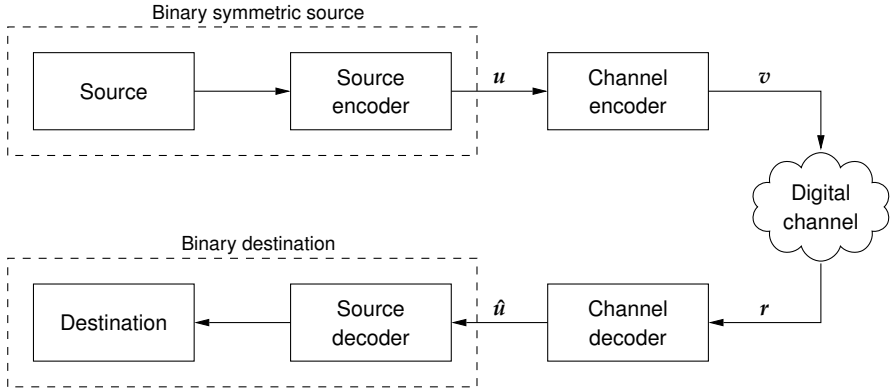 Binary symmetric source
Source
Source
encoder
u
Channel
encoder
v
Digital
channel
Binary destination
Destination
Source
decoder
û
Channel
decoder
r